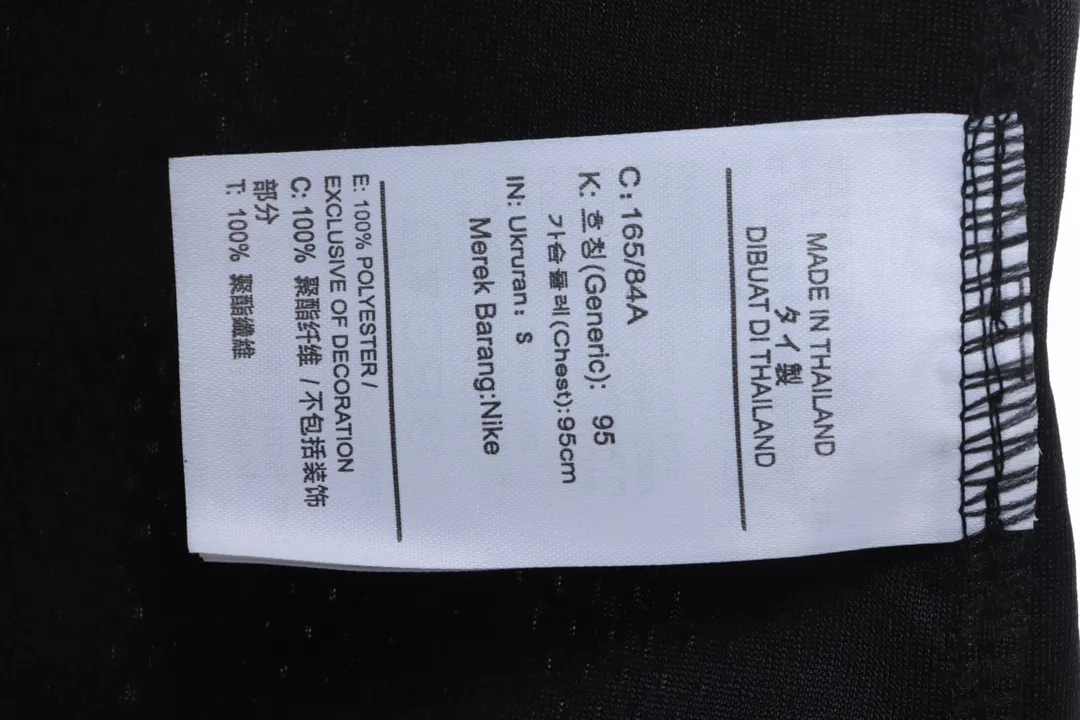 MADE IN THAILAND
タイ製
DIBUAT DI THAILAND
C:165/84A
K: 호칭(Generic): 95
가슴둘레(Chest):95cm
IN: Ukruran: S
Merek Barang:Nike
E: 100% POLYESTER /
EXCLUSIVE OF DECORATION
C: 100% 聚酯纤维 / 不包括装饰
部分
T: 100% 聚酯纖維